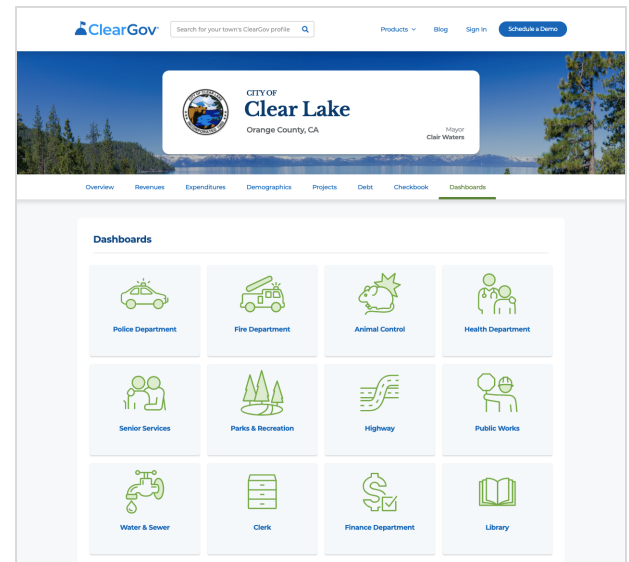 ClearGov
Search for your town's ClearGov profile
Products
Blog
Sign In
Schedule a Demo
CITY OF
Clear Lake
Orange County, CA
Mayor
Clair Waters
Overview
Revenues
Expenditures
Demographics
Projects
Debt
Checkbook
Dashboards
Dashboards
Police Department
Fire Department
Animal Control
Health Department
Senior Services
Parks & Recreation
Highway
Public Works
Water & Sewer
Clerk
Finance Department
Library